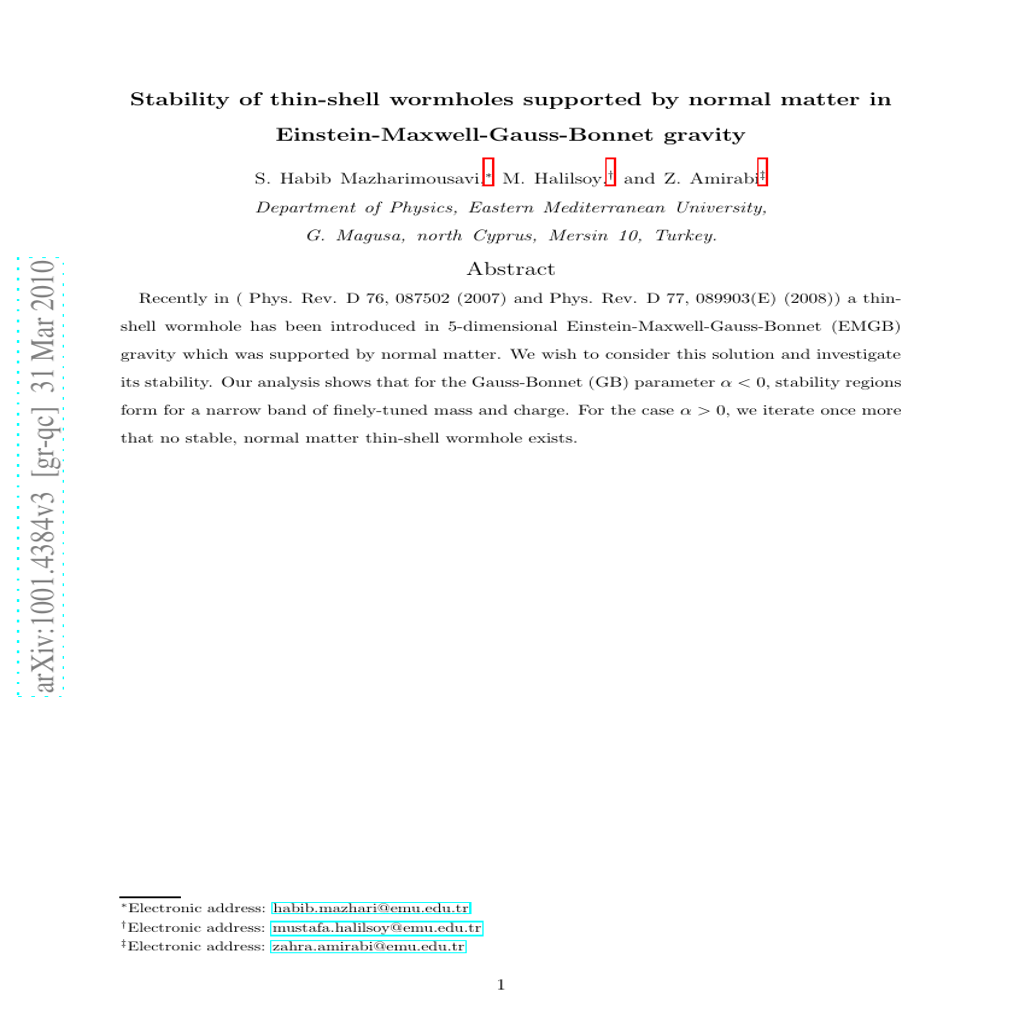 Stability of thin-shell wormholes supported by normal matter in
Einstein-Maxwell-Gauss-Bonnet gravity
S. Habib Mazharimousavi,* M. Halilsoy,† and Z. Amirabi‡
Department of Physics, Eastern Mediterranean University,
G. Magusa, north Cyprus, Mersin 10, Turkey.
Abstract
Recently in ( Phys. Rev. D 76, 087502 (2007) and Phys. Rev. D 77, 089903(E) (2008)) a thin-
shell wormhole has been introduced in 5-dimensional Einstein-Maxwell-Gauss-Bonnet (EMGB)
gravity which was supported by normal matter. We wish to consider this solution and investigate
its stability. Our analysis shows that for the Gauss-Bonnet (GB) parameter α < 0, stability regions
form for a narrow band of finely-tuned mass and charge. For the case α > 0, we iterate once more
that no stable, normal matter thin-shell wormhole exists.
arXiv:1001.4384v3 [gr-qc] 31 Mar 2010
*Electronic address: habib.mazhari@emu.edu.tr
†Electronic address: mustafa.halilsoy@emu.edu.tr
‡Electronic address: zahra.amirabi@emu.edu.tr
1